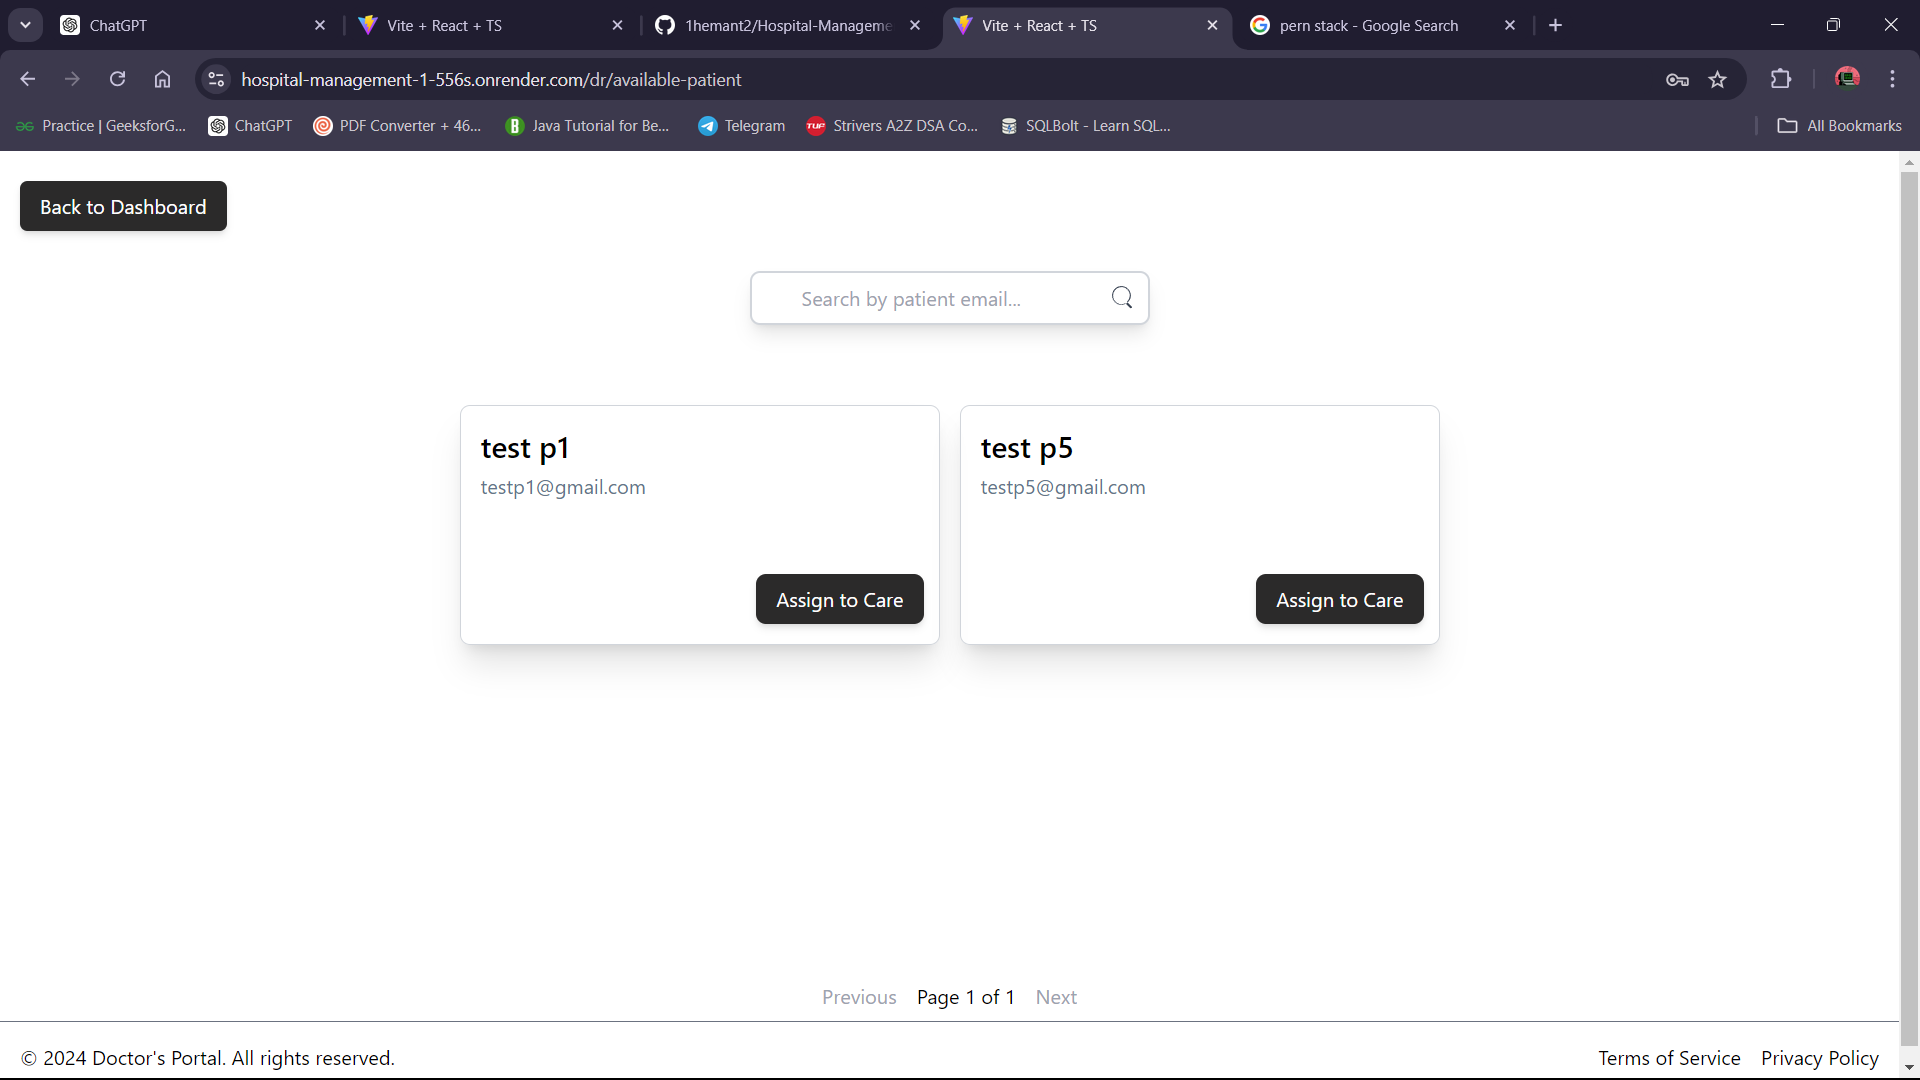 ChatGPT
Vite + React + TS
1hemant2/Hospital-Manageme
Vite + React + TS
pern stack - Google Search
hospital-management-1-556s.onrender.com/dr/available-patient
Practice | GeeksforG...
ChatGPT
PDF Converter + 46...
Java Tutorial for Be...
Telegram
TUF
Strivers A2Z DSA Co...
SQLBolt - Learn SQL...
All Bookmarks
Back to Dashboard
Search by patient email...
test p1
testp1@gmail.com
Assign to Care
test p5
testp5@gmail.com
Assign to Care
Previous Page 1 of 1 Next
© 2024 Doctor's Portal. All rights reserved.
Terms of Service Privacy Policy